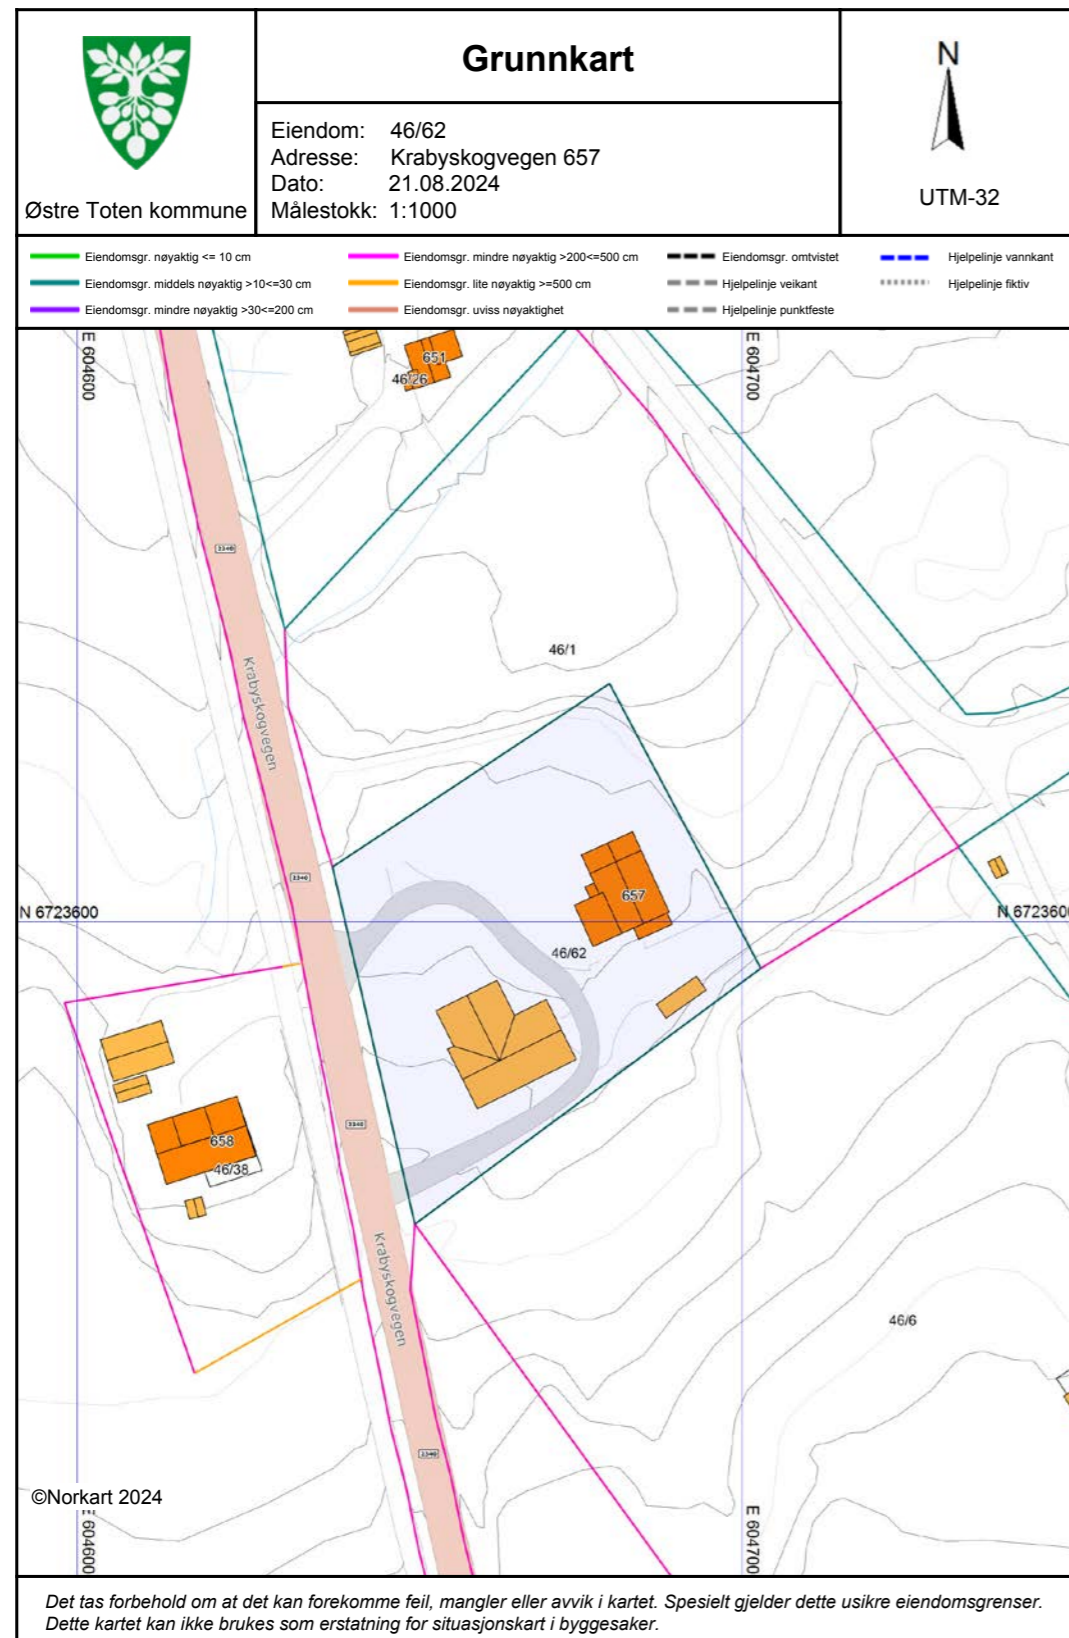 Østre Toten kommune
Grunnkart
Eiendom: 46/62
Adresse: Krabyskogvegen 657
Dato: 21.08.2024
Målestokk: 1:1000
N
UTM-32
Eiendomsgr. nøyaktig <= 10 cm
Eiendomsgr. middels nøyaktig >10<=30 cm
Eiendomsgr. mindre nøyaktig >30<=200 cm
Eiendomsgr. mindre nøyaktig >200<=500 cm
Eiendomsgr. lite nøyaktig >=500 cm
Eiendomsgr. uviss nøyaktighet
Eiendomsgr. omtvistet
Hjelpelinje veikant
Hjelpelinje punktfeste
Hjelpelinje vannkant
Hjelpelinje fiktiv
E 604600
E 604700
651
46/26
2340
46/1
Krabyskogvegen
2340
657
N 6723600
N 6723600
46/62
2340
658
46/38
Krabyskogvegen
46/6
2340
©Norkart 2024
E 604600
E 604700
Det tas forbehold om at det kan forekomme feil, mangler eller avvik i kartet. Spesielt gjelder dette usikre eiendomsgrenser.
Dette kartet kan ikke brukes som erstatning for situasjonskart i byggesaker.